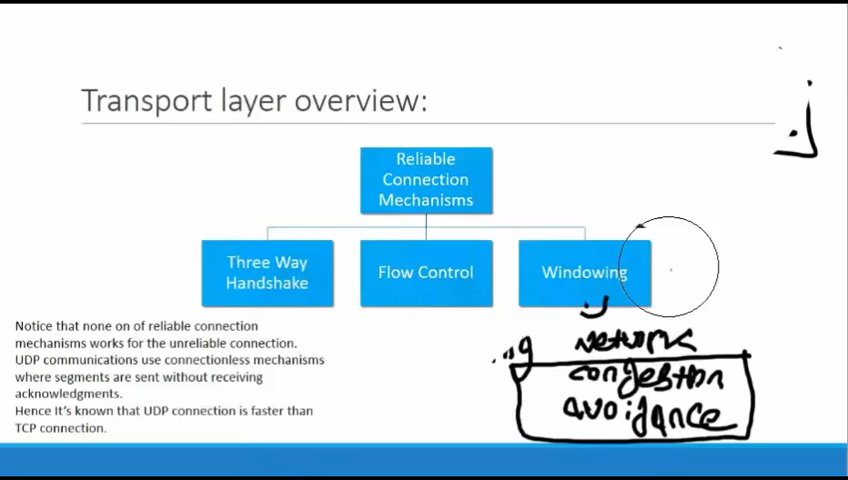 Transport layer overview:
Reliable
Connection
Mechanisms
Three Way
Handshake
Flow Control
Windowing
Notice that none on of reliable connection
mechanisms works for the unreliable connection.
UDP communications use connectionless mechanisms
where segments are sent without receiving
acknowledgments.
Hence it's known that UDP connection is faster than
TCP connection.
Network
congestion
avoidance